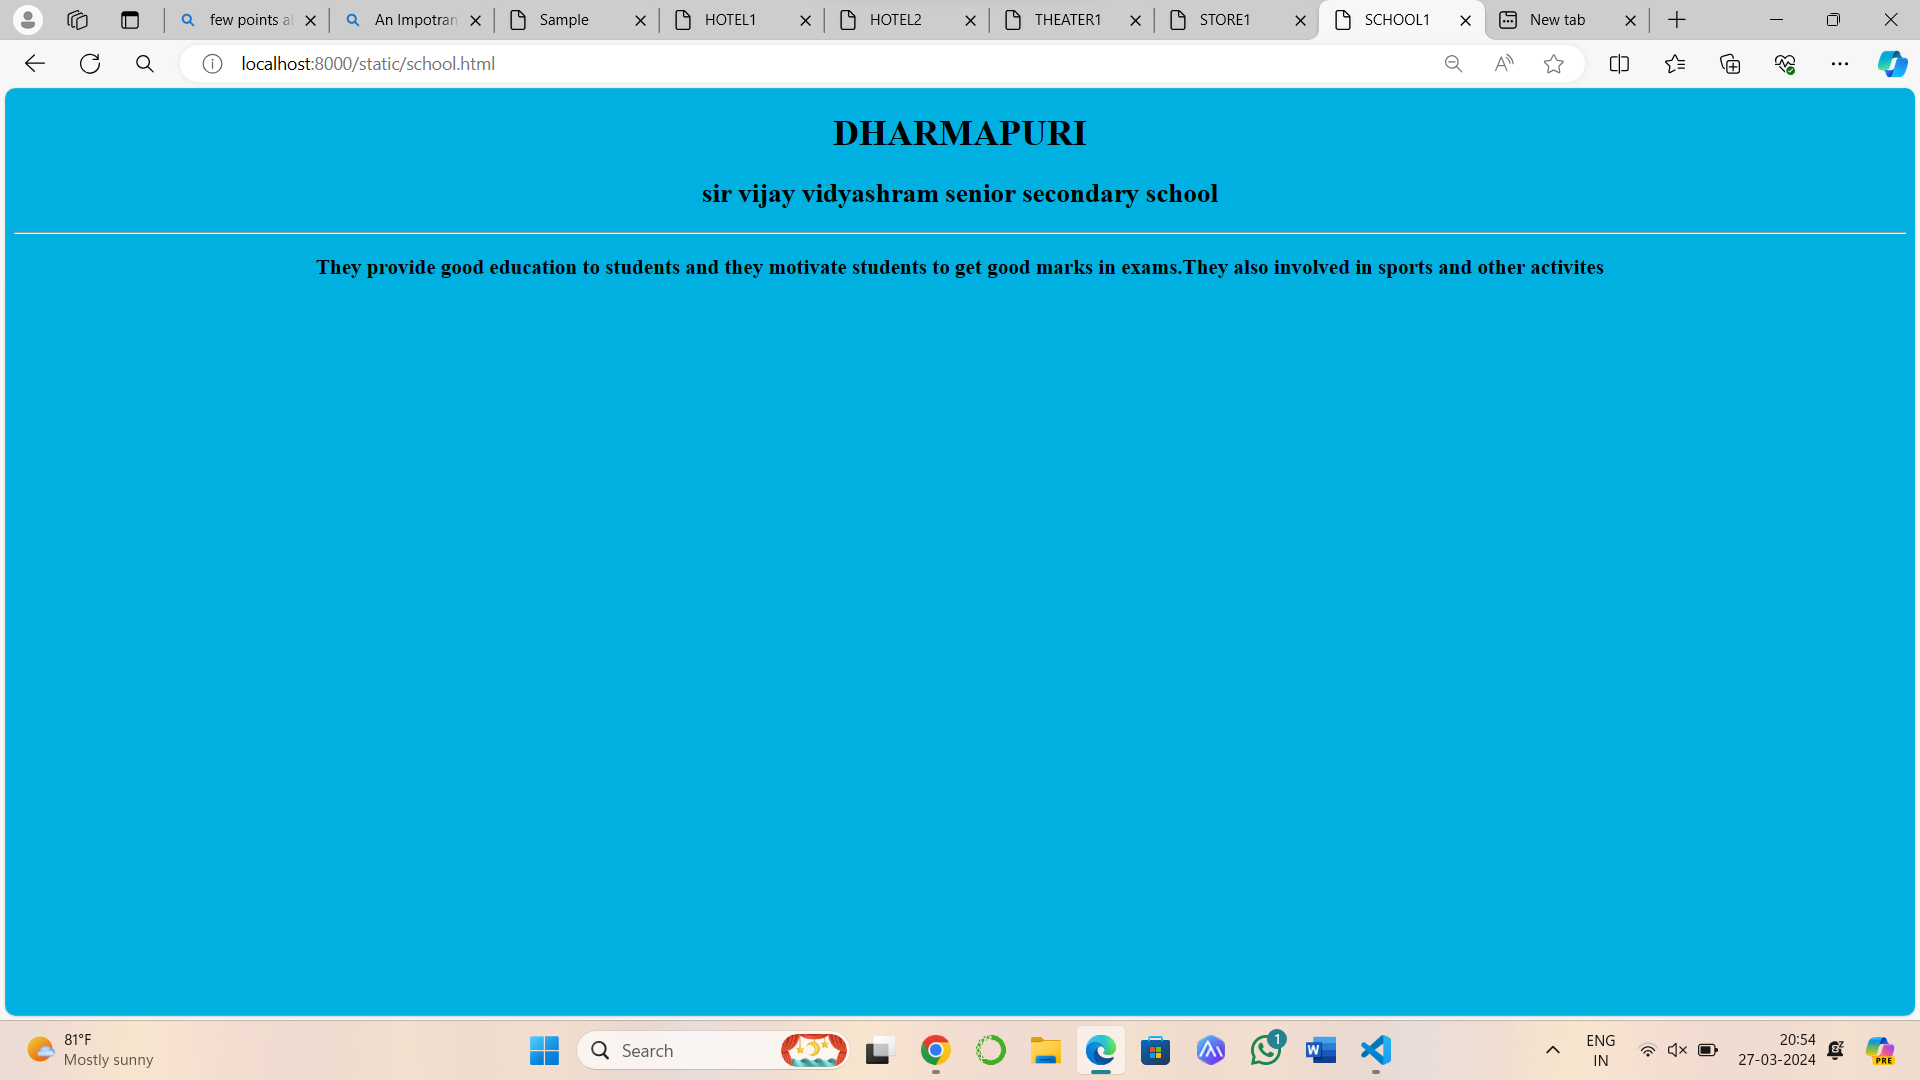 few points al
An Impotran
Sample
HOTEL1
HOTEL2
THEATER1
STORE1
SCHOOL1
New tab
localhost:8000/static/school.html
DHARMAPURI
sir vijay vidyashram senior secondary school
They provide good education to students and they motivate students to get good marks in exams.They also involved in sports and other activites
81°F
Mostly sunny
Search
1
W
ENG
IN
20:54
27-03-2024
PRE